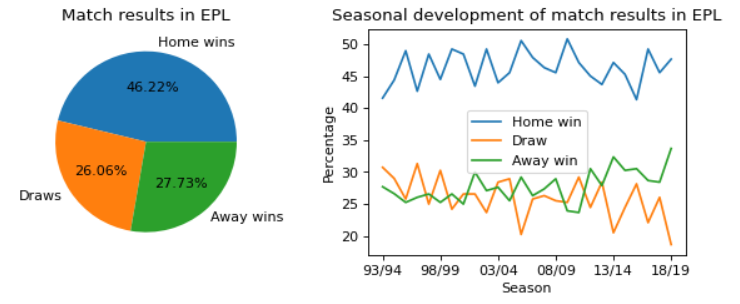 Match results in EPL
Home wins
46.22%
26.06%
27.73%
Draws
Away wins
Seasonal development of match results in EPL
50
45
40
35
30
25
20
Percentage
Home win
Draw
Away win
93/94 98/99 03/04 08/09 13/14 18/19
Season